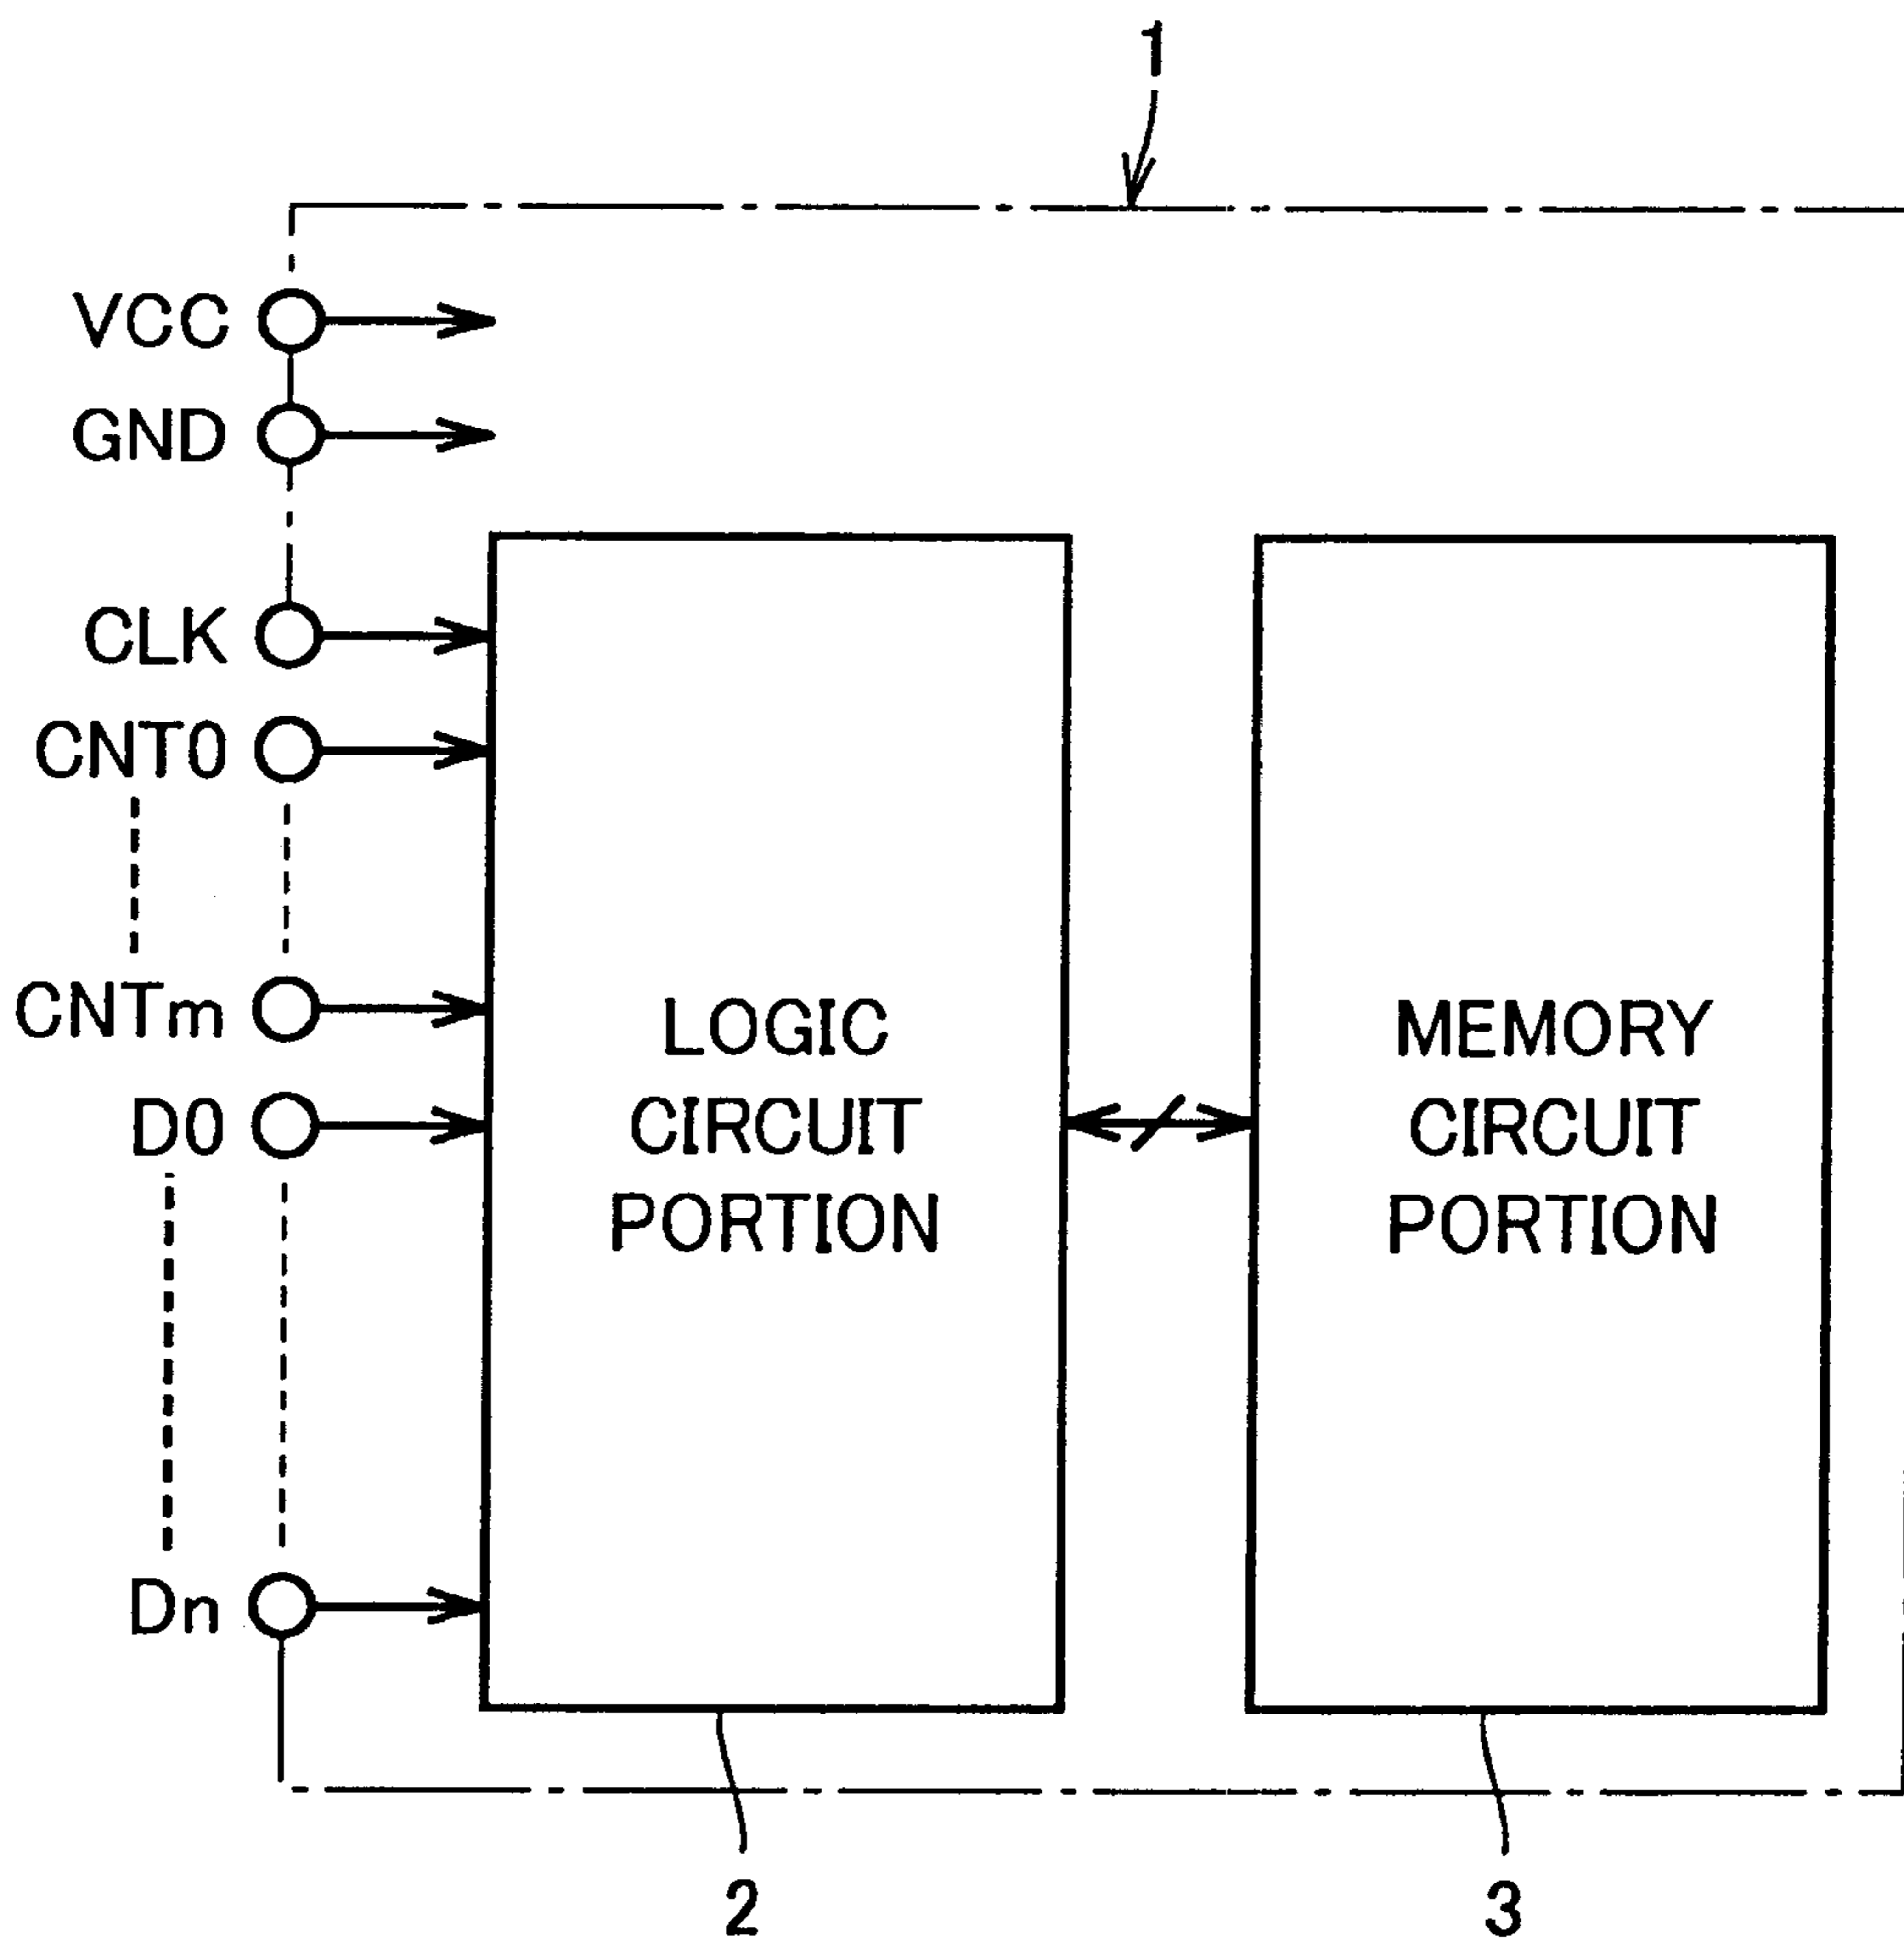 1
VCC
GND
CLK
CNT0
CNTm
D0
Dn
LOGIC
CIRCUIT
PORTION
MEMORY
CIRCUIT
PORTION
2
3